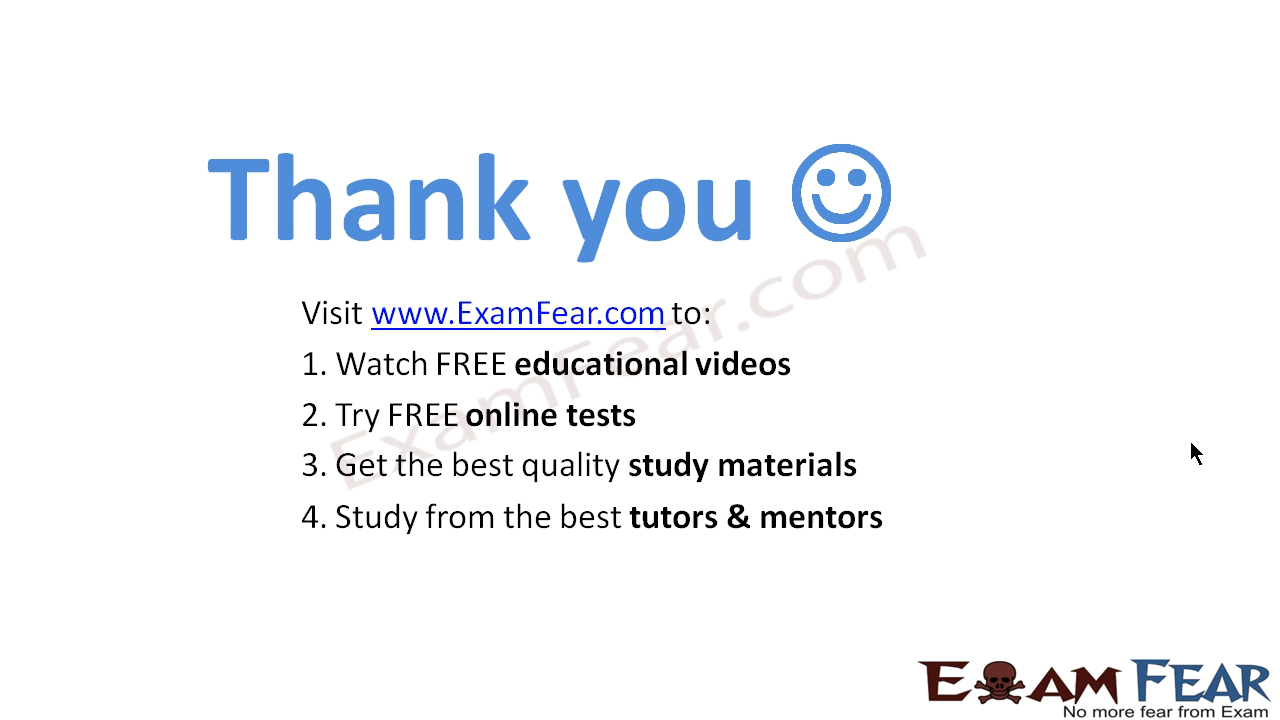 Thank you
Visit www.ExamFear.com to:
1. Watch FREE educational videos
2. Try FREE online tests
3. Get the best quality study materials
4. Study from the best tutors & mentors
ExamFear.com
EXAM FEAR
No more fear from Exam